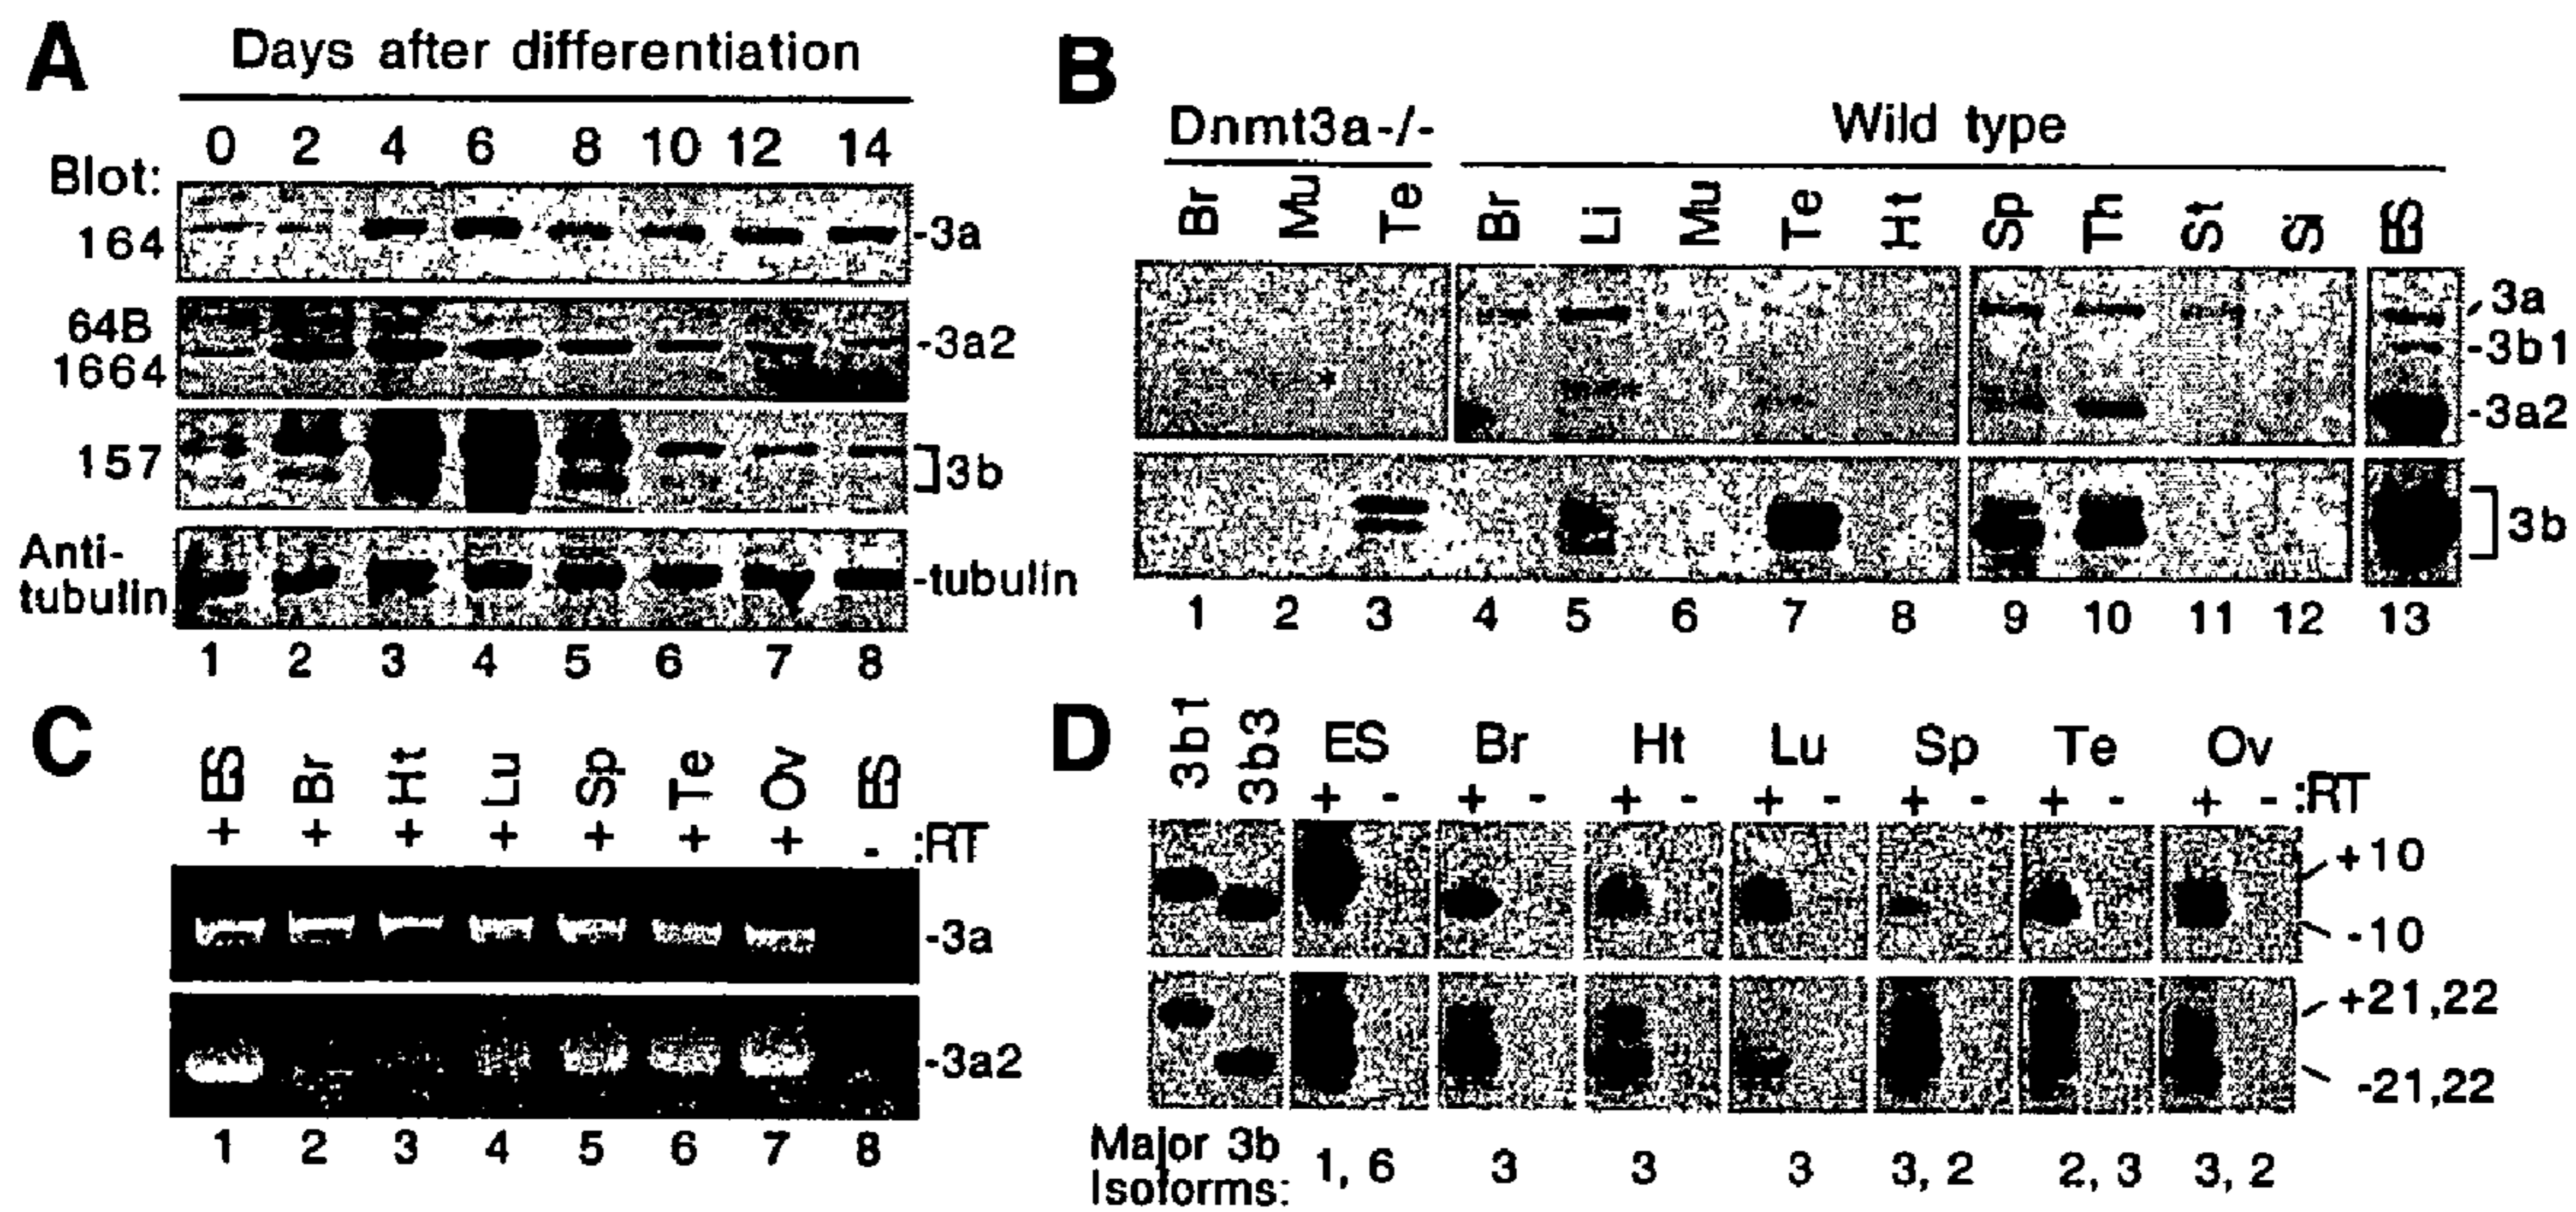 A
Days after differentiation
0 2 4 6 8 10 12 14
Blot:
164
-3a
64B
1664
-3a2
157
3b
Anti-
tubulin
-tubulin
1 2 3 4 5 6 7 8
B
Dnmt3a-/-
Wild type
Br Mu Te Br Li Mu Te Ht Sp Th St Si ES
3a
-3b1
*
-3a2
3b
1 2 3 4 5 6 7 8 9 10 11 12 13
C
ES Br Ht Lu Sp Te Ov ES
+ + + + + + + - :RT
-3a
-3a2
1 2 3 4 5 6 7 8
D
3b1 3b3 ES Br Ht Lu Sp Te Ov
+ - + - + - + - + - + - + - :RT
+10
-10
+21,22
-21,22
Major 3b
Isoforms:
1, 6 3 3 3 3, 2 2, 3 3, 2